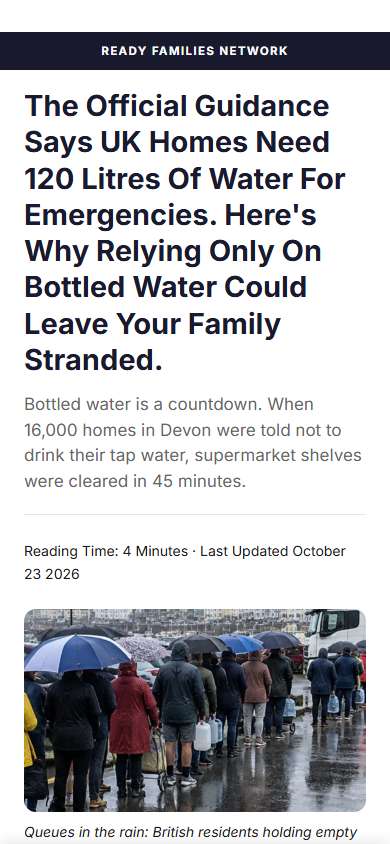 READY FAMILIES NETWORK
The Official Guidance
Says UK Homes Need
120 Litres Of Water For
Emergencies. Here's
Why Relying Only On
Bottled Water Could
Leave Your Family
Stranded.
Bottled water is a countdown. When
16,000 homes in Devon were told not to
drink their tap water, supermarket shelves
were cleared in 45 minutes.
Reading Time: 4 Minutes · Last Updated October
23 2026
Queues in the rain: British residents holding empty